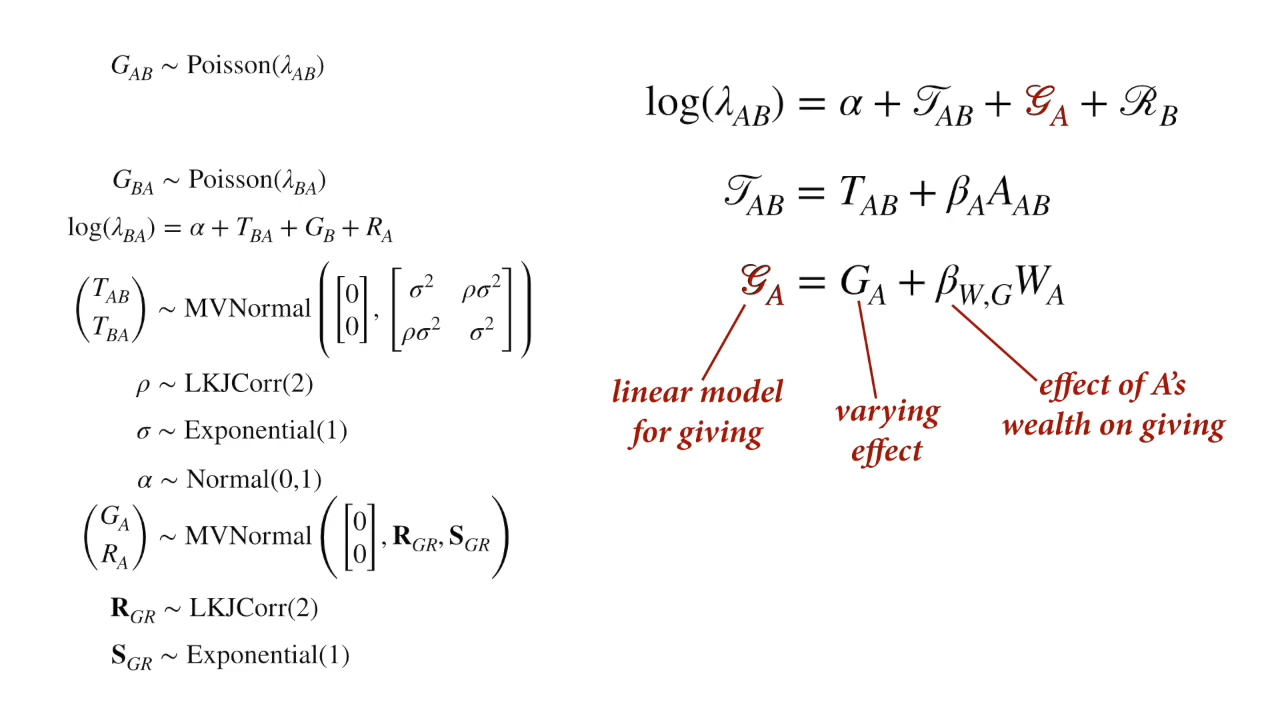 G_AB ~ Poisson(λ_AB)
G_BA ~ Poisson(λ_BA)
log(λ_BA) = α + T_BA + G_B + R_A
(T_AB T_BA) ~ MVNormal([0 0], [σ² ρσ² ρσ² σ²])
ρ ~ LKJCorr(2)
σ ~ Exponential(1)
α ~ Normal(0,1)
(G_A R_A) ~ MVNormal([0 0], R_GR, S_GR)
R_GR ~ LKJCorr(2)
S_GR ~ Exponential(1)
log(λ_AB) = α + 𝒯_AB + 𝒢_A + ℛ_B
𝒯_AB = T_AB + β_A A_AB
𝒢_A = G_A + β_W,G W_A
linear model
for giving
varying
effect
effect of A’s
wealth on giving